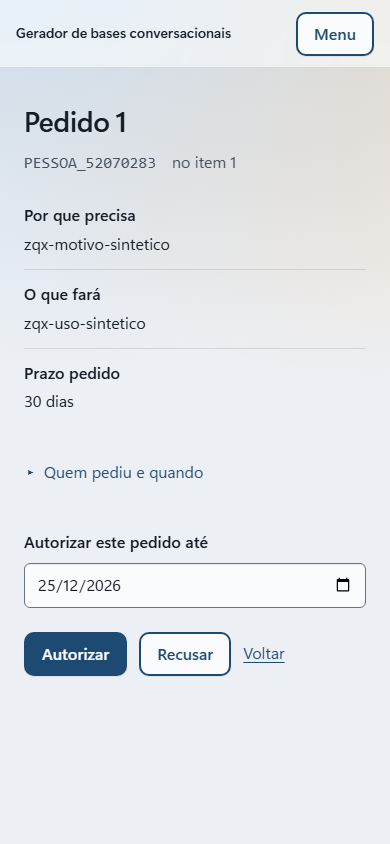 Gerador de bases conversacionais
Menu
Pedido 1
PESSOA_52070283 no item 1
Por que precisa
zqx-motivo-sintetico
O que fará
zqx-uso-sintetico
Prazo pedido
30 dias
Quem pediu e quando
Autorizar este pedido até
25/12/2026
Autorizar
Recusar
Voltar